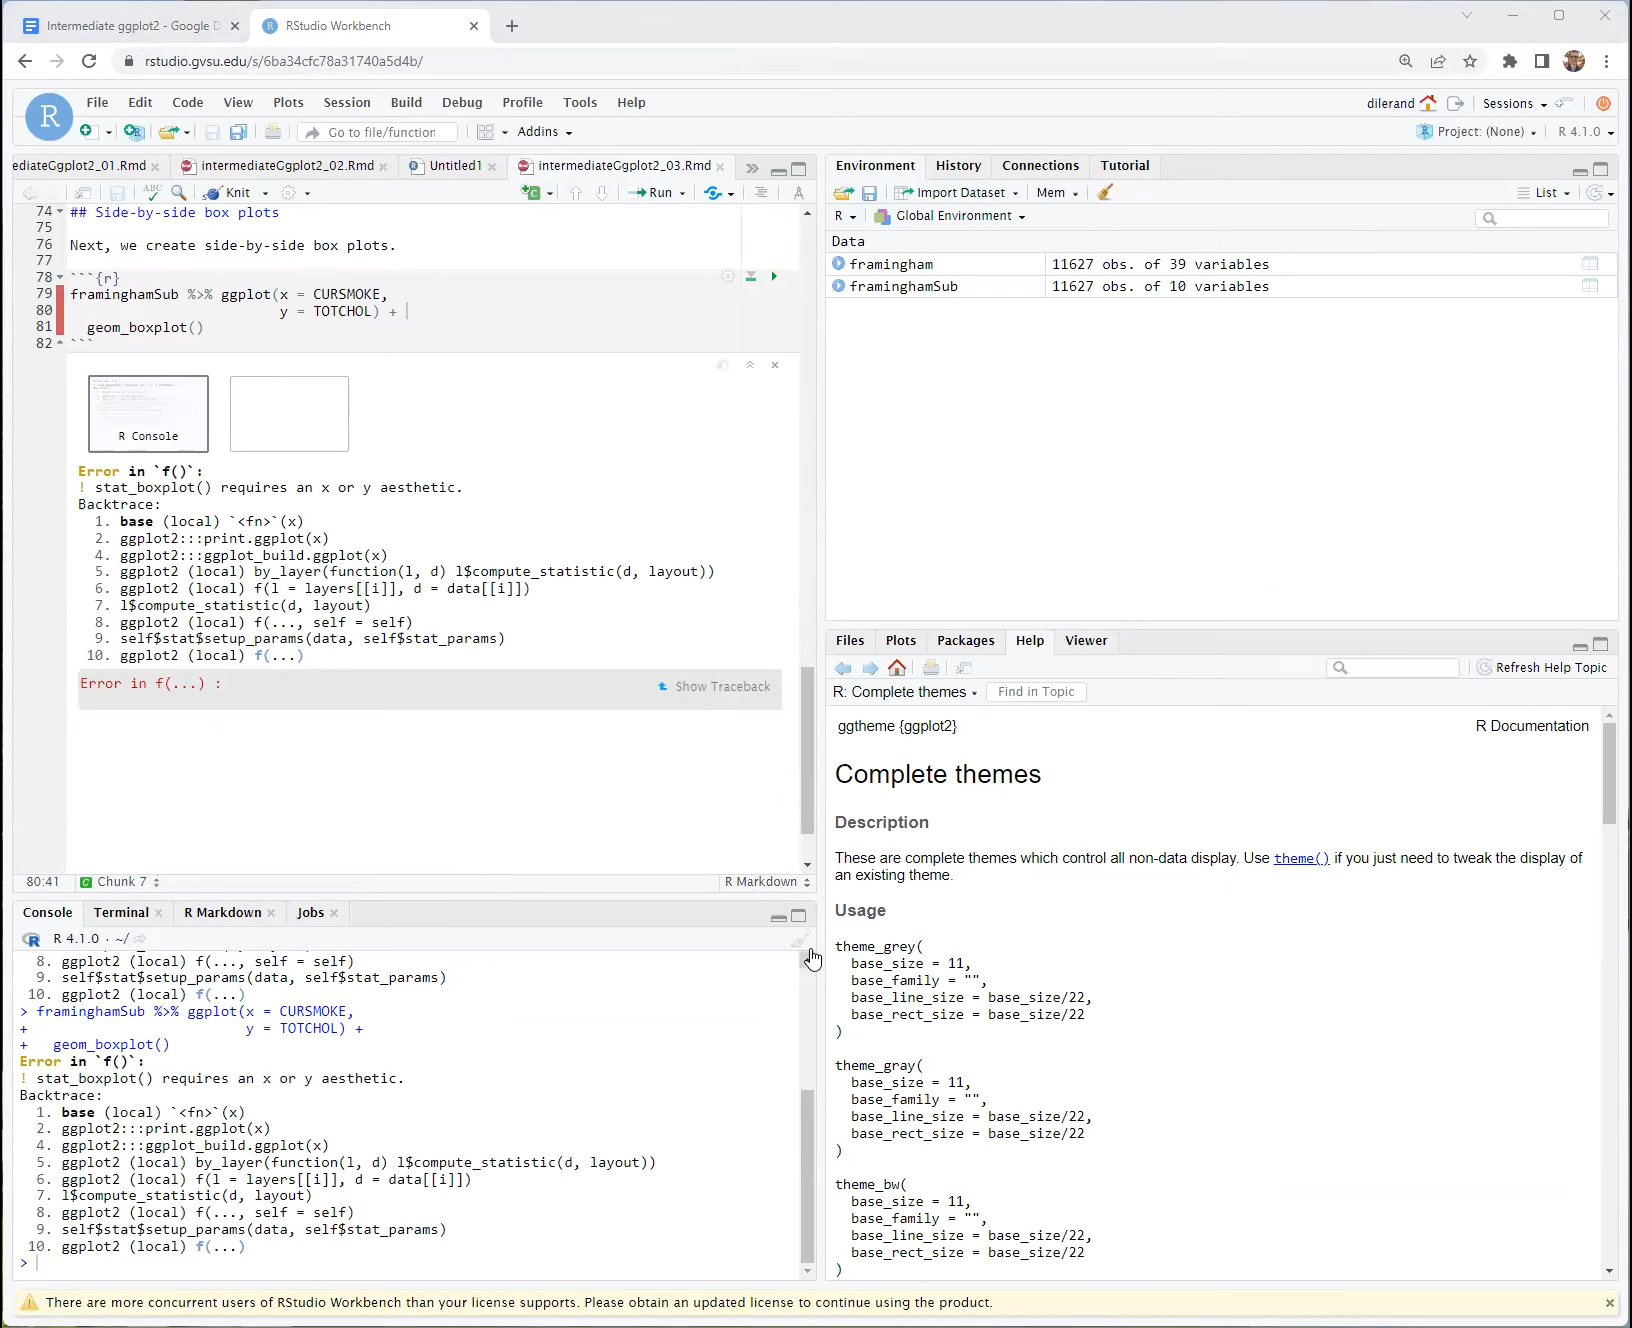 Intermediate ggplot2 - Google D
RStudio Workbench
rstudio.gvsu.edu/s/6ba34cfc78a31740a5d4b/
R
File Edit Code View Plots Session Build Debug Profile Tools Help
dilerand Sessions
Go to file/function Addins
Project: (None) R 4.1.0
ediateGgplot2_01.Rmd intermediateGgplot2_02.Rmd Untitled1 intermediateGgplot2_03.Rmd
ABC Knit Run
74 ## Side-by-side box plots
75
76 Next, we create side-by-side box plots.
77
78 ```{r}
79 framinghamSub %>% ggplot(x = CURSMOKE,
80 y = TOTCHOL) +
81 geom_boxplot()
82 ```
R Console
Error in `f()`:
! stat_boxplot() requires an x or y aesthetic.
Backtrace:
1. base (local) `<fn>`(x)
2. ggplot2:::print.ggplot(x)
4. ggplot2:::ggplot_build.ggplot(x)
5. ggplot2 (local) by_layer(function(l, d) l$compute_statistic(d, layout))
6. ggplot2 (local) f(l = layers[[i]], d = data[[i]])
7. l$compute_statistic(d, layout)
8. ggplot2 (local) f(..., self = self)
9. self$stat$setup_params(data, self$stat_params)
10. ggplot2 (local) f(...)
Error in f(...) :
Show Traceback
80:41 C Chunk 7 R Markdown
Console Terminal R Markdown Jobs
R 4.1.0 · ~/
8. ggplot2 (local) f(..., self = self)
9. self$stat$setup_params(data, self$stat_params)
10. ggplot2 (local) f(...)
> framinghamSub %>% ggplot(x = CURSMOKE,
+ y = TOTCHOL) +
+ geom_boxplot()
Error in `f()`:
! stat_boxplot() requires an x or y aesthetic.
Backtrace:
1. base (local) `<fn>`(x)
2. ggplot2:::print.ggplot(x)
4. ggplot2:::ggplot_build.ggplot(x)
5. ggplot2 (local) by_layer(function(l, d) l$compute_statistic(d, layout))
6. ggplot2 (local) f(l = layers[[i]], d = data[[i]])
7. l$compute_statistic(d, layout)
8. ggplot2 (local) f(..., self = self)
9. self$stat$setup_params(data, self$stat_params)
10. ggplot2 (local) f(...)
>
Environment History Connections Tutorial
Import Dataset Mem List
R Global Environment
Data
framingham 11627 obs. of 39 variables
framinghamSub 11627 obs. of 10 variables
Files Plots Packages Help Viewer
Refresh Help Topic
R: Complete themes Find in Topic
ggtheme {ggplot2} R Documentation
Complete themes
Description
These are complete themes which control all non-data display. Use theme() if you just need to tweak the display of
an existing theme.
Usage
theme_grey(
base_size = 11,
base_family = "",
base_line_size = base_size/22,
base_rect_size = base_size/22
)
theme_gray(
base_size = 11,
base_family = "",
base_line_size = base_size/22,
base_rect_size = base_size/22
)
theme_bw(
base_size = 11,
base_family = "",
base_line_size = base_size/22,
base_rect_size = base_size/22
)
There are more concurrent users of RStudio Workbench than your license supports. Please obtain an updated license to continue using the product.